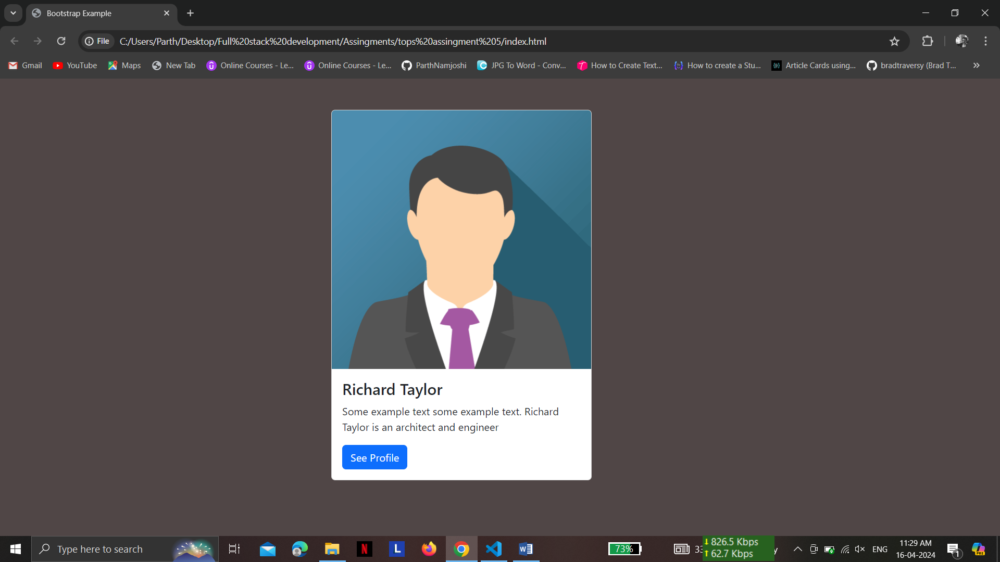 Bootstrap Example
File
C:/Users/Parth/Desktop/Full%20stack%20development/Assingments/tops%20assingment%205/index.html
Gmail
YouTube
Maps
New Tab
Online Courses - Le...
Online Courses - Le...
ParthNamjoshi
JPG To Word - Conv...
How to Create Text...
How to create a Stu...
Article Cards using...
bradtraversy (Brad T...
Richard Taylor
Some example text some example text. Richard
Taylor is an architect and engineer
See Profile
Type here to search
N
L
W
73%
826.5 Kbps
62.7 Kbps
ENG
11:29 AM
16-04-2024
1
PRE